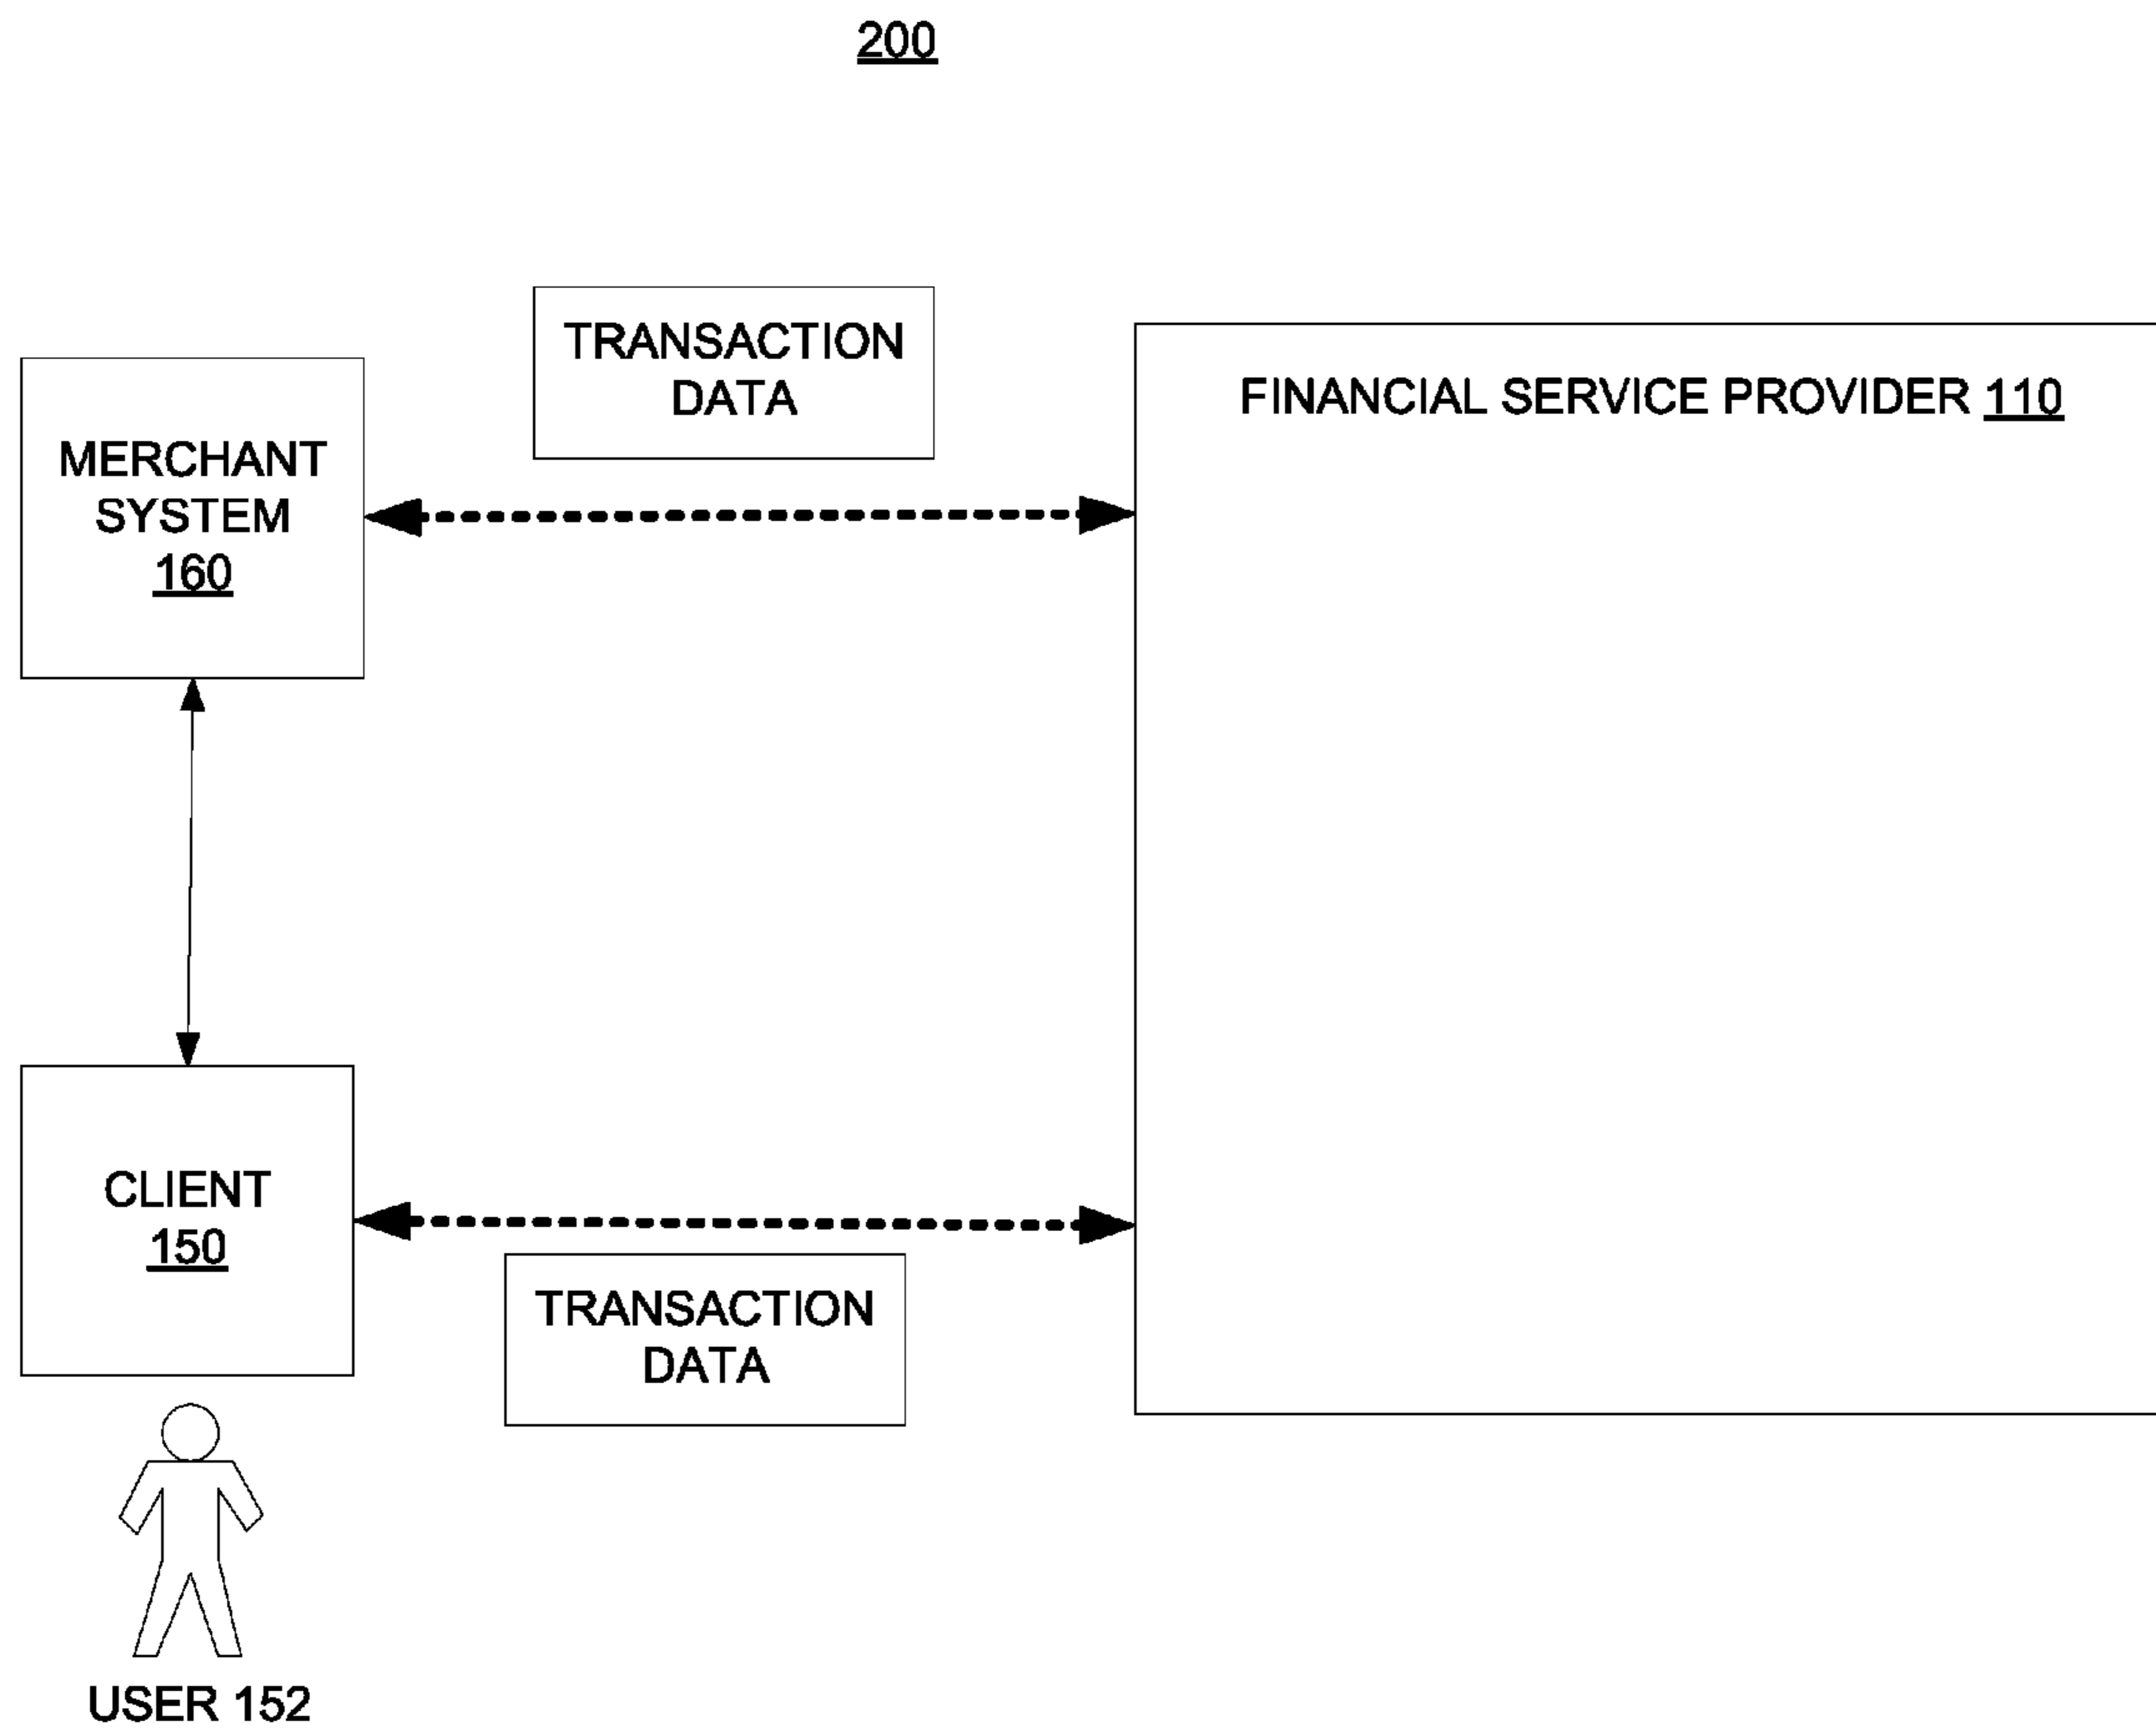 200
TRANSACTION
DATA
FINANCIAL SERVICE PROVIDER 110
MERCHANT
SYSTEM
160
CLIENT
150
TRANSACTION
DATA
USER 152